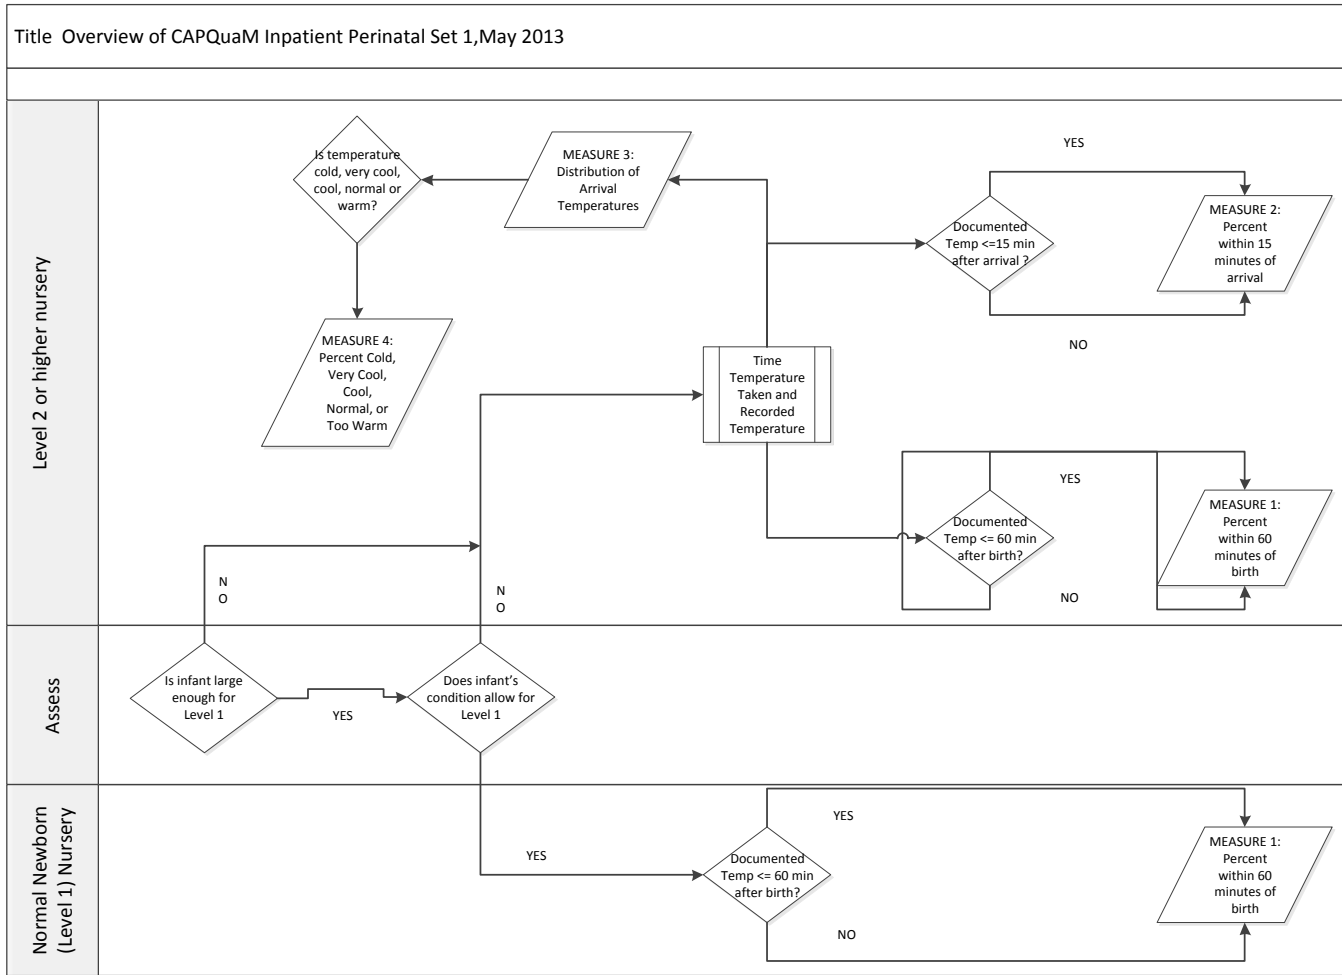 Title  Overview of CAPQuaM Inpatient Perinatal Set 1,May 2013
Level 2 or higher nursery
Is temperature
cold, very cool,
cool, normal or
warm?
MEASURE 3:
Distribution of
Arrival
Temperatures
YES
Documented
Temp <=15 min
after arrival ?
MEASURE 2:
Percent
within 15
minutes of
arrival
NO
MEASURE 4:
Percent Cold,
Very Cool,
Cool,
Normal, or
Too Warm
Time
Temperature
Taken and
Recorded
Temperature
YES
Documented
Temp <= 60 min
after birth?
MEASURE 1:
Percent
within 60
minutes of
birth
NO
N
O
N
O
Assess
Is infant large
enough for
Level 1
YES
Does infant's
condition allow for
Level 1
Normal Newborn
(Level 1) Nursery
YES
YES
Documented
Temp <= 60 min
after birth?
MEASURE 1:
Percent
within 60
minutes of
birth
NO